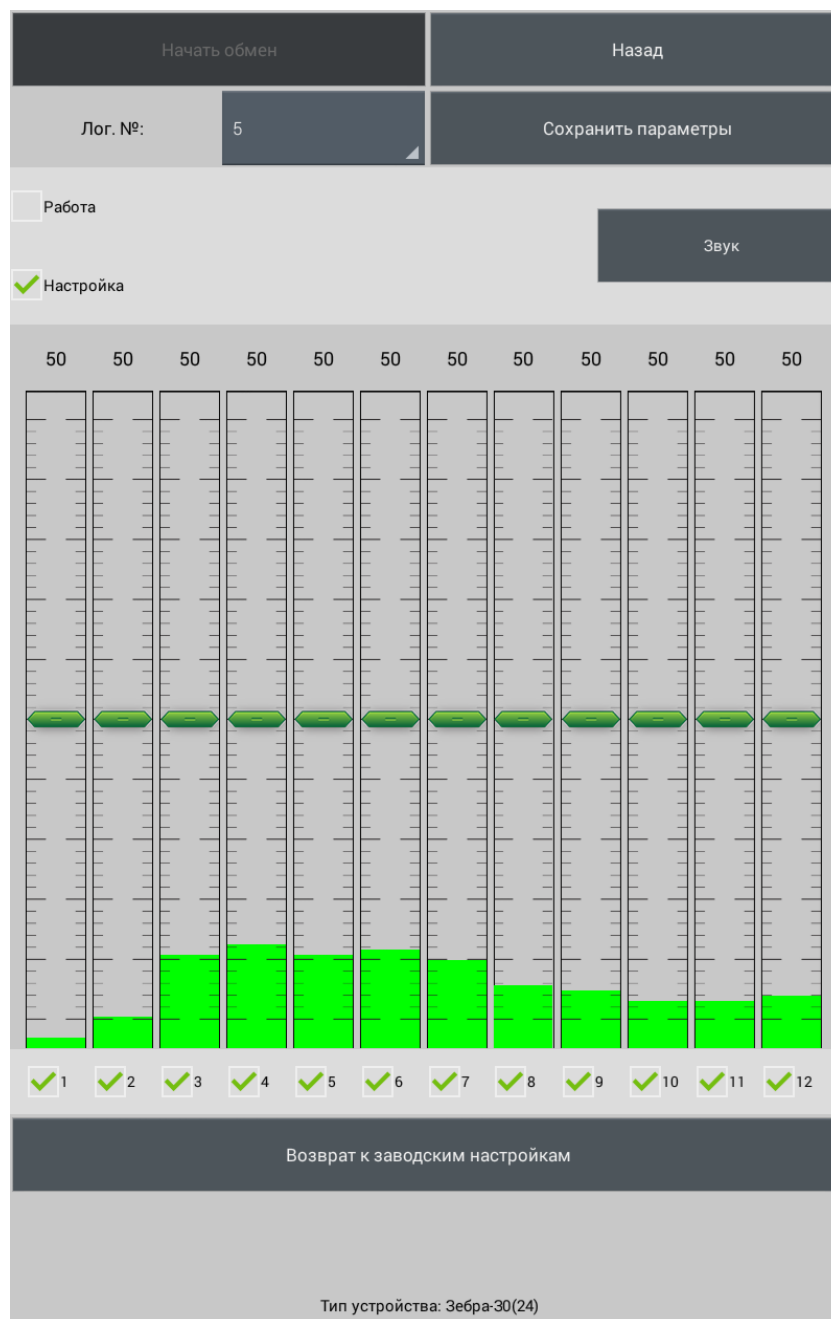 Начать обмен
Назад
Лог. №:
5
Сохранить параметры
Работа
Звук
Настройка
50 50 50 50 50 50 50 50 50 50 50 50
1 2 3 4 5 6 7 8 9 10 11 12
Возврат к заводским настройкам
Тип устройства: Зебра-30(24)